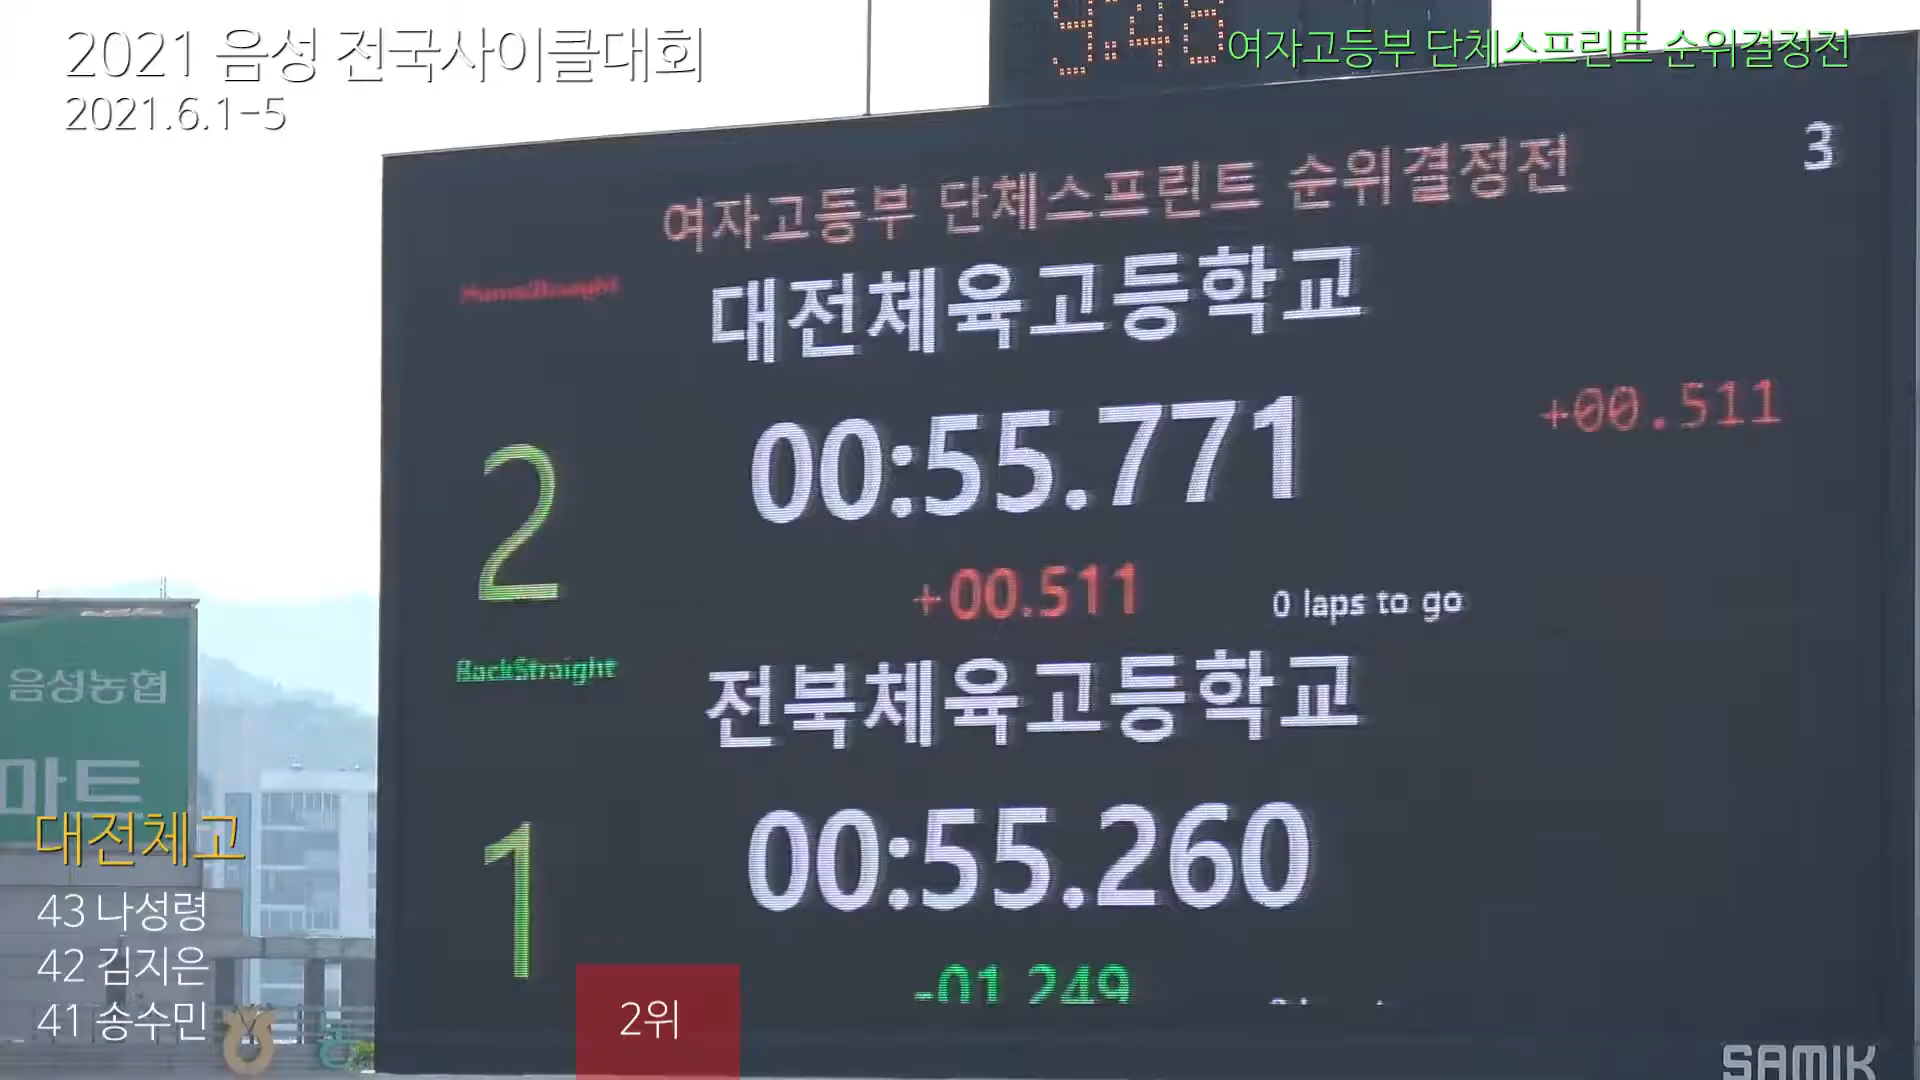 2021 음성 전국사이클대회
2021.6.1-5
9:48
여자고등부 단체스프린트 순위결정전
3
여자고등부 단체스프린트 순위결정전
HomeStraight
대전체육고등학교
2
00:55.771
+00.511
+00.511
0 laps to go
BackStraight
전북체육고등학교
1
00:55.260
-01.249
음성농협
마트
대전체고
43 나성령
42 김지은
41 송수민
2위
SAMIK